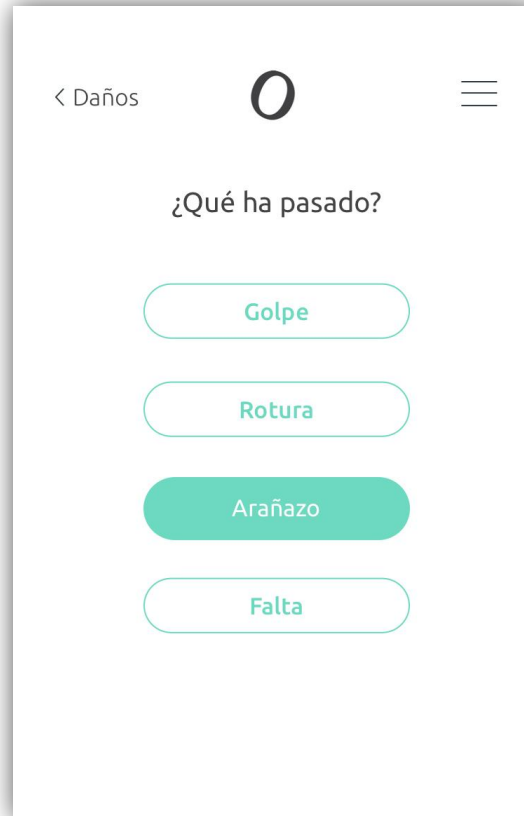 < Daños
O
¿Qué ha pasado?
Golpe
Rotura
Arañazo
Falta